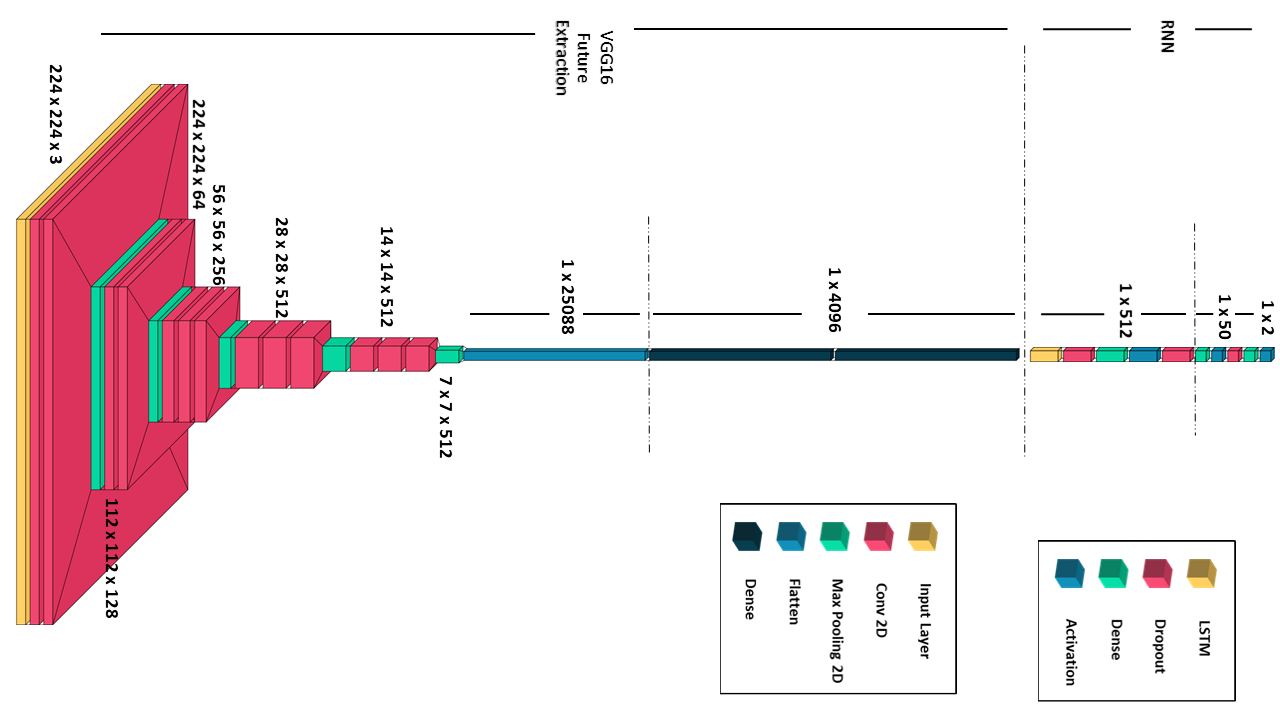 VGG16
Future
Extraction
RNN
224 x 224 x 3
224 x 224 x 64
112 x 112 x 128
56 x 56 x 256
28 x 28 x 512
14 x 14 x 512
7 x 7 x 512
1 x 25088
1 x 4096
1 x 512
1 x 50
1 x 2
Input Layer
Conv 2D
Max Pooling 2D
Flatten
Dense
LSTM
Dropout
Dense
Activation